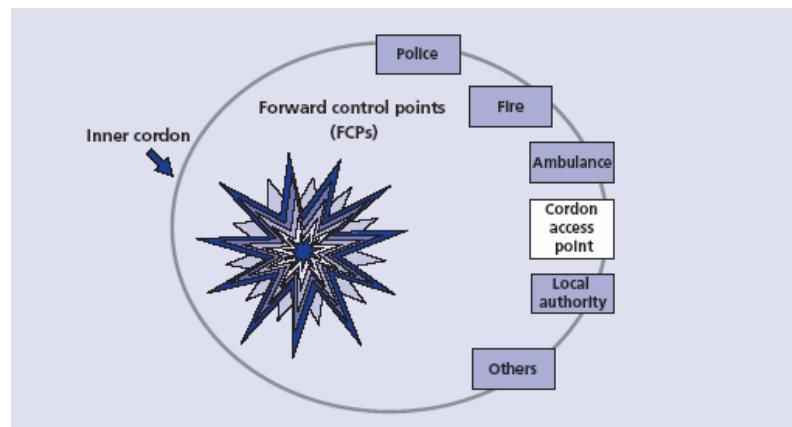 Police
Fire
Forward control points
(FCPs)
Inner cordon
Ambulance
Cordon
access
point
Local
authority
Others